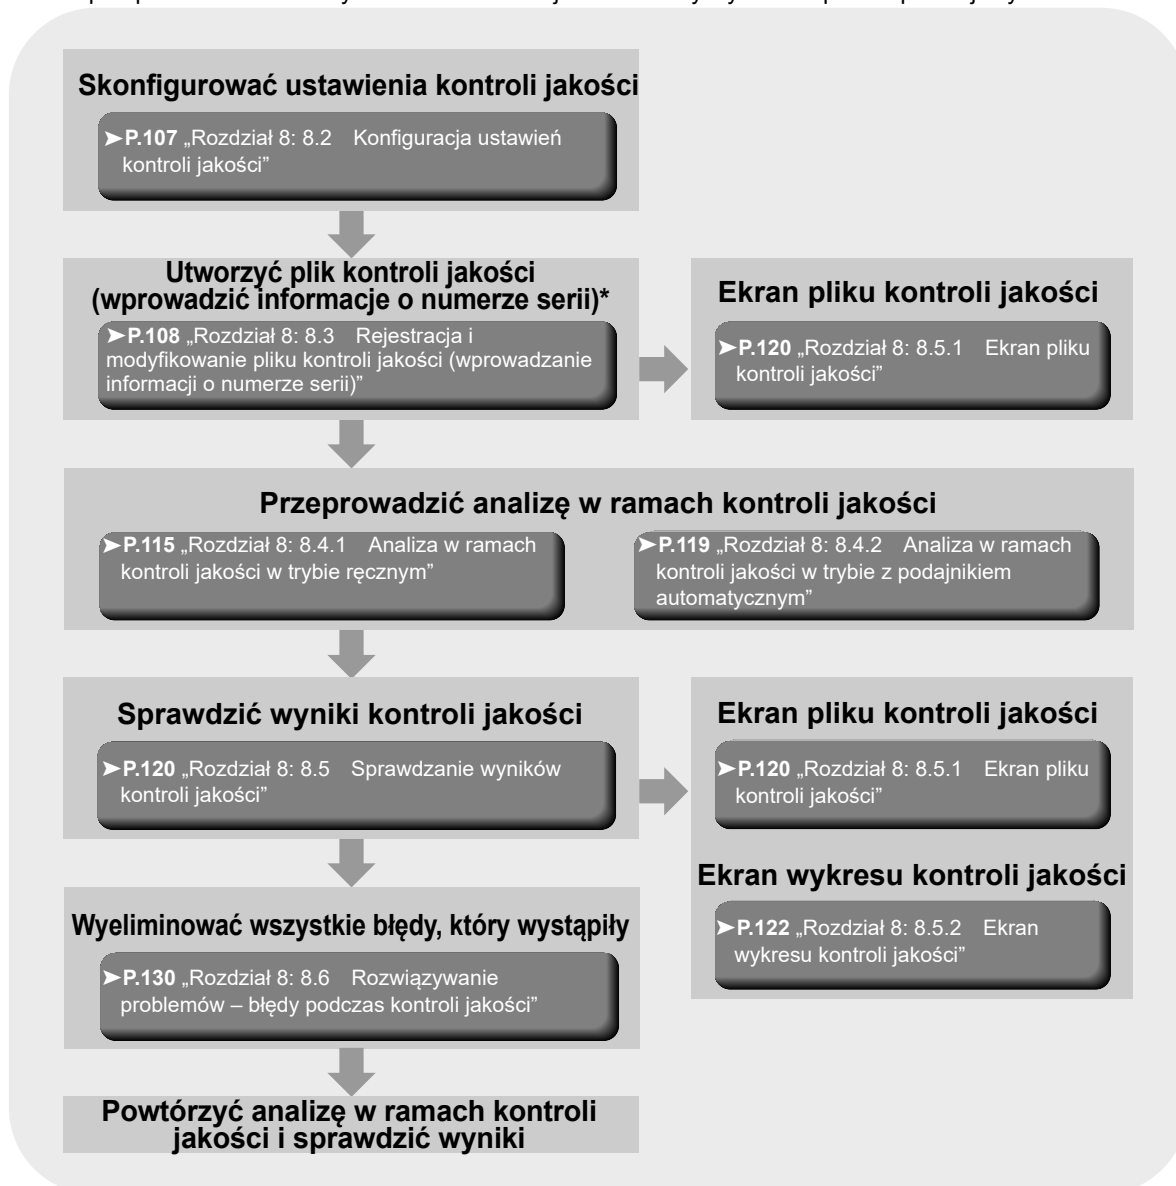 Skonfigurować ustawienia kontroli jakości
➤P.107 „Rozdział 8: 8.2 Konfiguracja ustawień
kontroli jakości”
Utworzyć plik kontroli jakości
(wprowadzić informacje o numerze serii)*
➤P.108 „Rozdział 8: 8.3 Rejestracja i
modyfikowanie pliku kontroli jakości (wprowadzanie
informacji o numerze serii)”
Ekran pliku kontroli jakości
➤P.120 „Rozdział 8: 8.5.1 Ekran pliku
kontroli jakości”
Przeprowadzić analizę w ramach kontroli jakości
➤P.115 „Rozdział 8: 8.4.1 Analiza w ramach
kontroli jakości w trybie ręcznym”
➤P.119 „Rozdział 8: 8.4.2 Analiza w ramach
kontroli jakości w trybie z podajnikiem
automatycznym”
Sprawdzić wyniki kontroli jakości
➤P.120 „Rozdział 8: 8.5 Sprawdzanie wyników
kontroli jakości”
Ekran pliku kontroli jakości
➤P.120 „Rozdział 8: 8.5.1 Ekran pliku
kontroli jakości”
Ekran wykresu kontroli jakości
➤P.122 „Rozdział 8: 8.5.2 Ekran
wykresu kontroli jakości”
Wyeliminować wszystkie błędy, który wystąpiły
➤P.130 „Rozdział 8: 8.6 Rozwiązywanie
problemów – błędy podczas kontroli jakości”
Powtórzyć analizę w ramach kontroli
jakości i sprawdzić wyniki